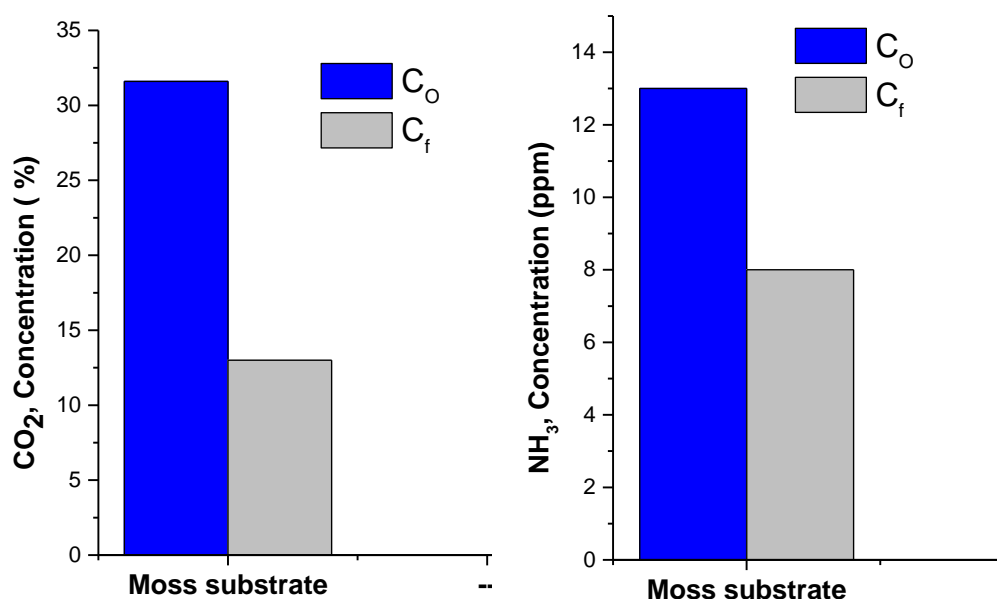 CO2, Concentration ( %)
35
30
25
20
15
10
5
0
CO
Cf
Moss substrate
--
NH3, Concentration (ppm)
14
12
10
8
6
4
2
0
CO
Cf
Moss substrate